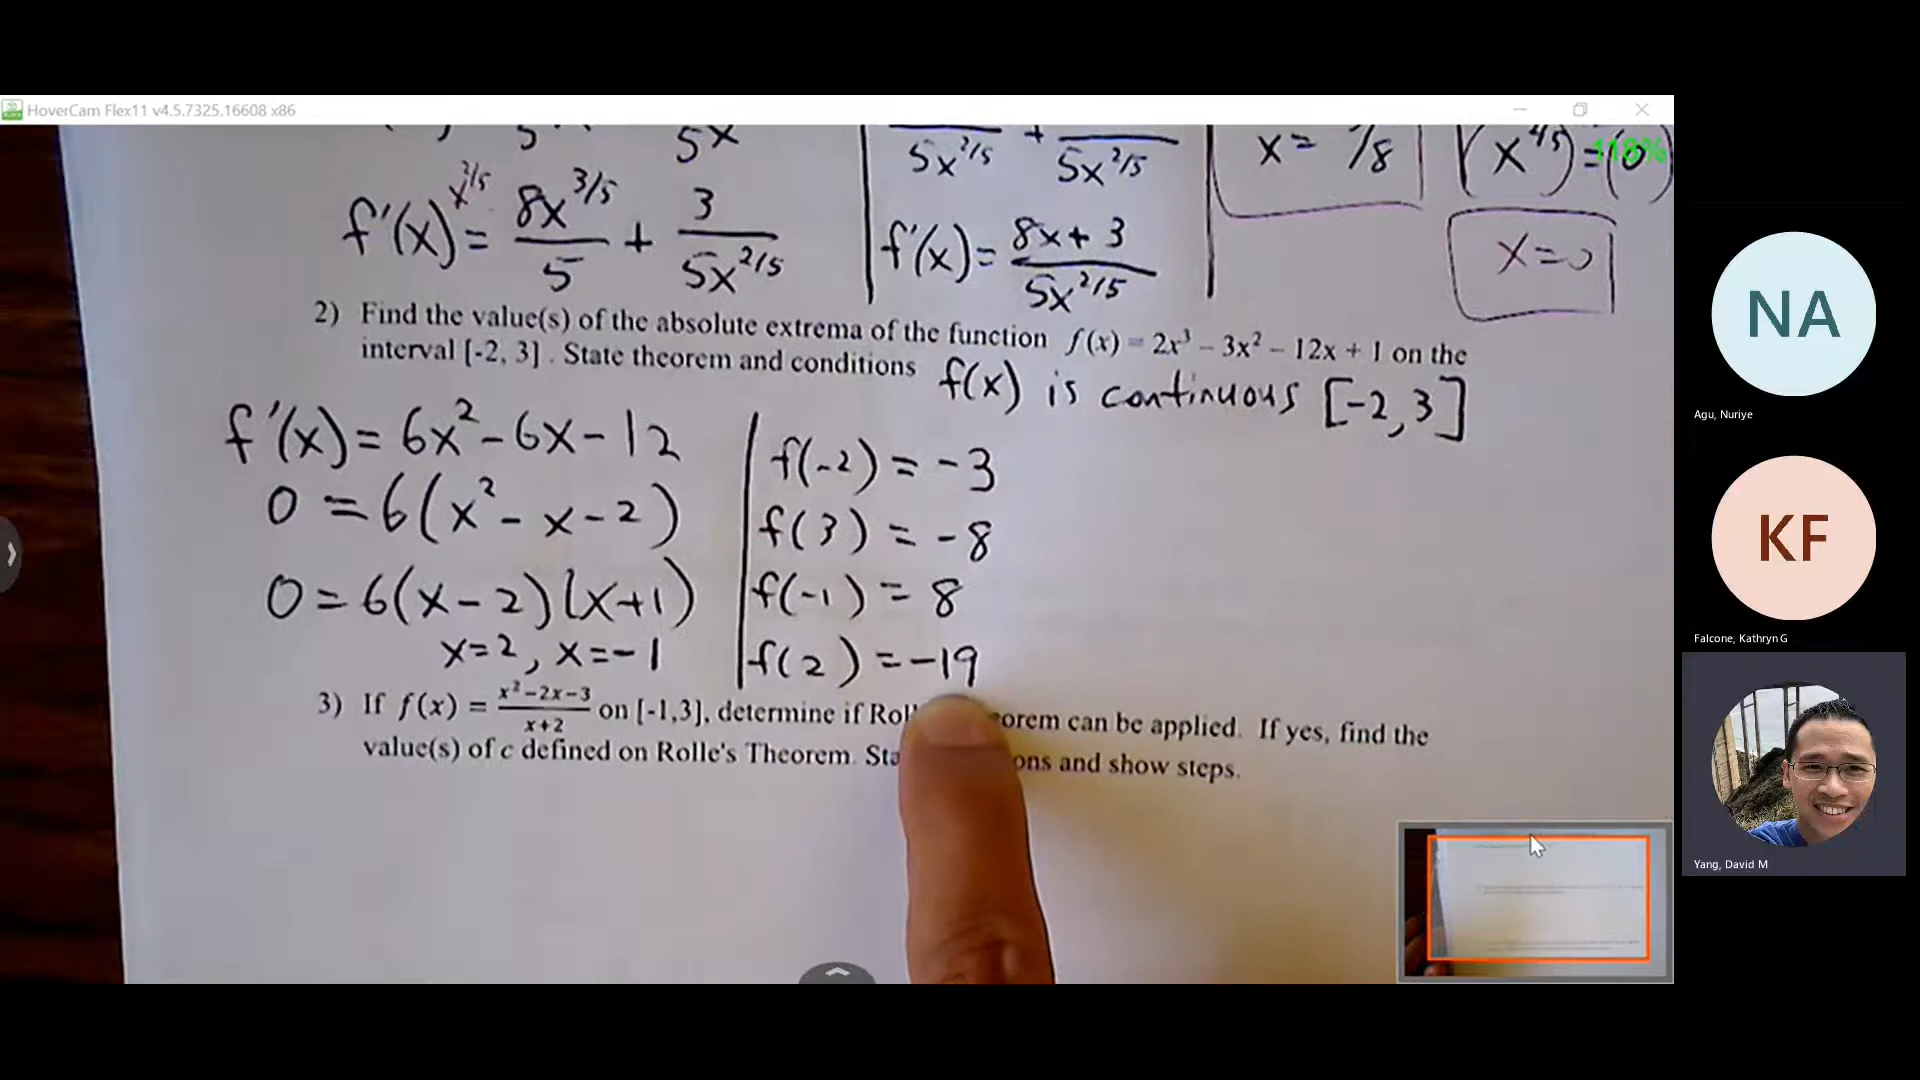 HoverCam Flex11 v4.5.7325.16608 x86
118%
5x
5x^{2/5} + 5x^{2/5}
(x^{4/5}) = (0)
x^{2/5}
f'(x) = 8x^{3/5}/5 + 3/5x^{2/5}
f'(x) = 8x + 3/5x^{2/5}
x=0
2) Find the value(s) of the absolute extrema of the function f(x) = 2x³ – 3x² – 12x + 1 on the
interval [-2, 3] . State theorem and conditions
f(x) is continuous [-2, 3]
f'(x) = 6x² - 6x - 12
0 = 6(x² - x - 2)
0 = 6(x - 2)(x+1)
x=2, x=-1
f(-2) = -3
f(3) = -8
f(-1) = 8
f(2) = -19
3) If f(x) = x²−2x−3/x+2 on [-1,3], determine if Rol orem can be applied. If yes, find the
value(s) of c defined on Rolle's Theorem. Sta ons and show steps.
NA
Agu, Nuriye
KF
Falcone, Kathryn G
Yang, David M